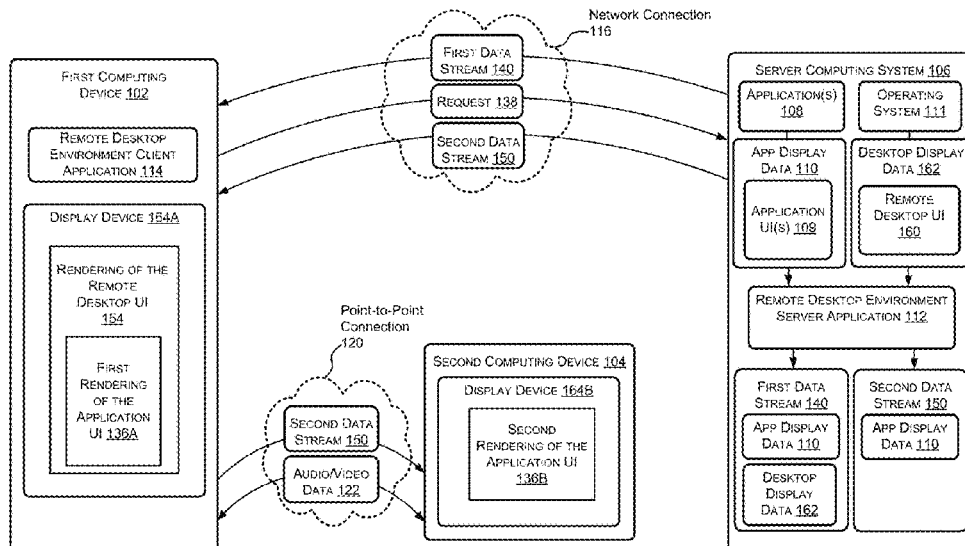 Network Connection
116
First Computing
Device 102
Remote Desktop
Environment Client
Application 114
Display Device 164A
Rendering of the
Remote
Desktop UI
154
First
Rendering
of the
Application
UI 136A
First Data
Stream 140
Request 138
Second Data
Stream 150
Point-to-Point
Connection
120
Second Data
Stream 150
Audio/Video
Data 122
Second Computing Device 104
Display Device 164B
Second
Rendering of the
Application UI
136B
Server Computing System 106
Application(s)
108
Operating
System 111
App Display
Data 110
Application
UI(s) 109
Desktop Display
Data 162
Remote
Desktop UI
160
Remote Desktop Environment
Server Application 112
First Data
Stream 140
App Display
Data 110
Desktop
Display
Data 162
Second Data
Stream 150
App Display
Data 110